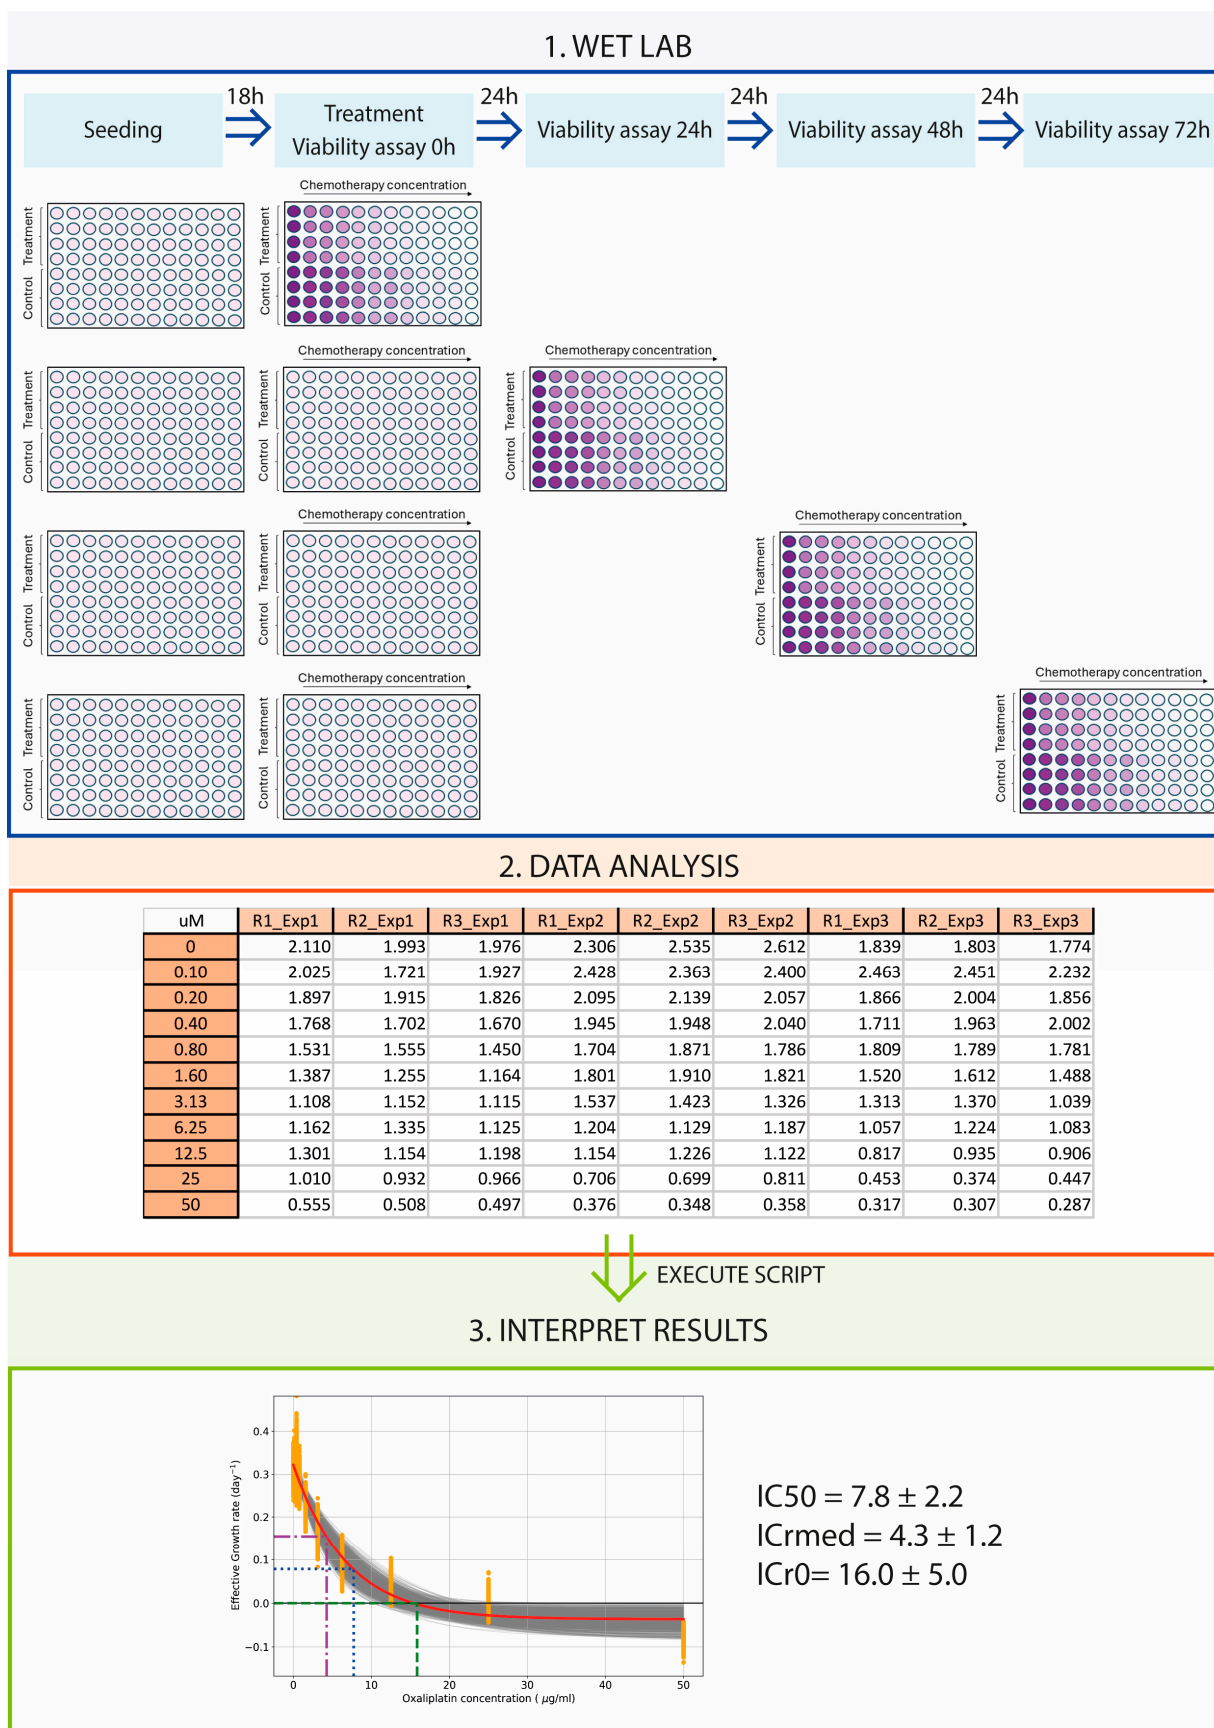 1. WET LAB
18h 24h 24h 24h
Seeding
Treatment
Viability assay 0h
Viability assay 24h
Viability assay 48h
Viability assay 72h
Chemotherapy concentration
Treatment
Control
Treatment
Control
Chemotherapy concentration
Chemotherapy concentration
Treatment
Control
Treatment
Control
Treatment
Control
Chemotherapy concentration
Chemotherapy concentration
Treatment
Control
Treatment
Control
Treatment
Control
Chemotherapy concentration
Chemotherapy concentration
Treatment
Control
Treatment
Control
Treatment
Control
2. DATA ANALYSIS
uM R1_Exp1 R2_Exp1 R3_Exp1 R1_Exp2 R2_Exp2 R3_Exp2 R1_Exp3 R2_Exp3 R3_Exp3
0 2.110 1.993 1.976 2.306 2.535 2.612 1.839 1.803 1.774
0.10 2.025 1.721 1.927 2.428 2.363 2.400 2.463 2.451 2.232
0.20 1.897 1.915 1.826 2.095 2.139 2.057 1.866 2.004 1.856
0.40 1.768 1.702 1.670 1.945 1.948 2.040 1.711 1.963 2.002
0.80 1.531 1.555 1.450 1.704 1.871 1.786 1.809 1.789 1.781
1.60 1.387 1.255 1.164 1.801 1.910 1.821 1.520 1.612 1.488
3.13 1.108 1.152 1.115 1.537 1.423 1.326 1.313 1.370 1.039
6.25 1.162 1.335 1.125 1.204 1.129 1.187 1.057 1.224 1.083
12.5 1.301 1.154 1.198 1.154 1.226 1.122 0.817 0.935 0.906
25 1.010 0.932 0.966 0.706 0.699 0.811 0.453 0.374 0.447
50 0.555 0.508 0.497 0.376 0.348 0.358 0.317 0.307 0.287
EXECUTE SCRIPT
3. INTERPRET RESULTS
Effective Growth rate (day⁻¹)
0.4
0.3
0.2
0.1
0.0
−0.1
0 10 20 30 40 50
Oxaliplatin concentration ( μg/ml)
IC50 = 7.8 ± 2.2
ICrmed = 4.3 ± 1.2
ICr0= 16.0 ± 5.0